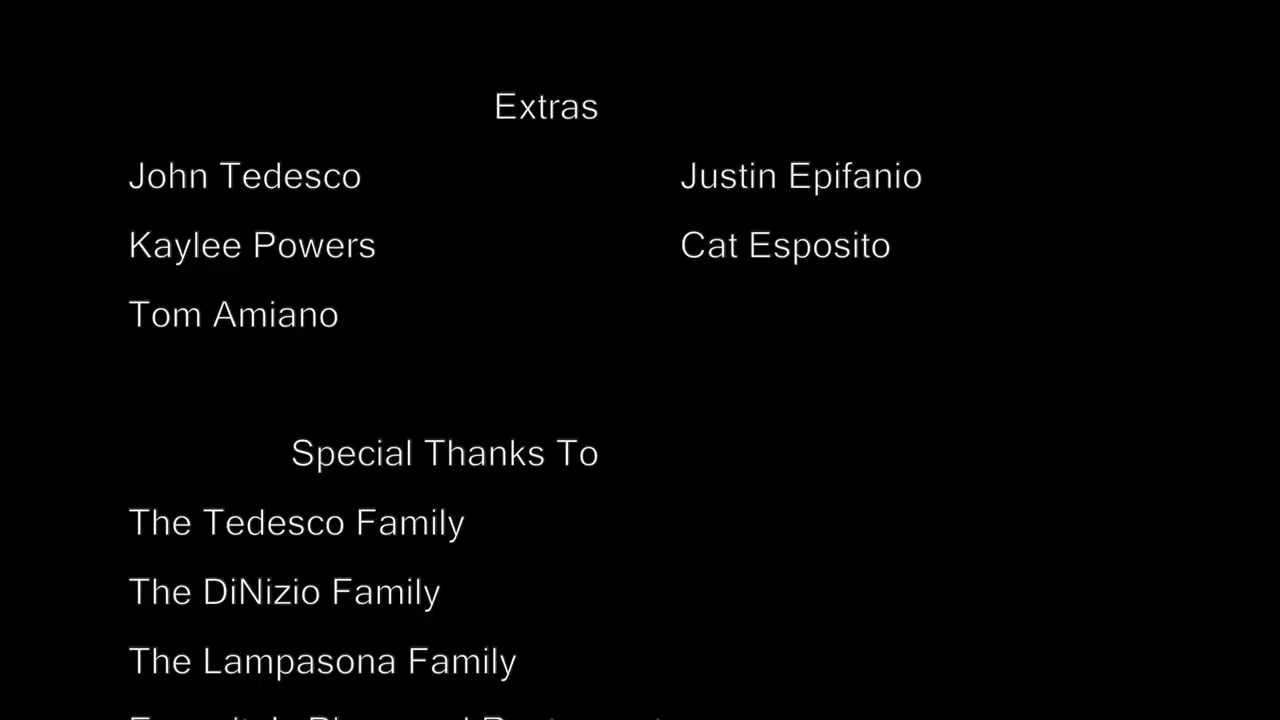 Extras
John Tedesco Justin Epifanio
Kaylee Powers Cat Esposito
Tom Amiano
Special Thanks To
The Tedesco Family
The DiNizio Family
The Lampasona Family